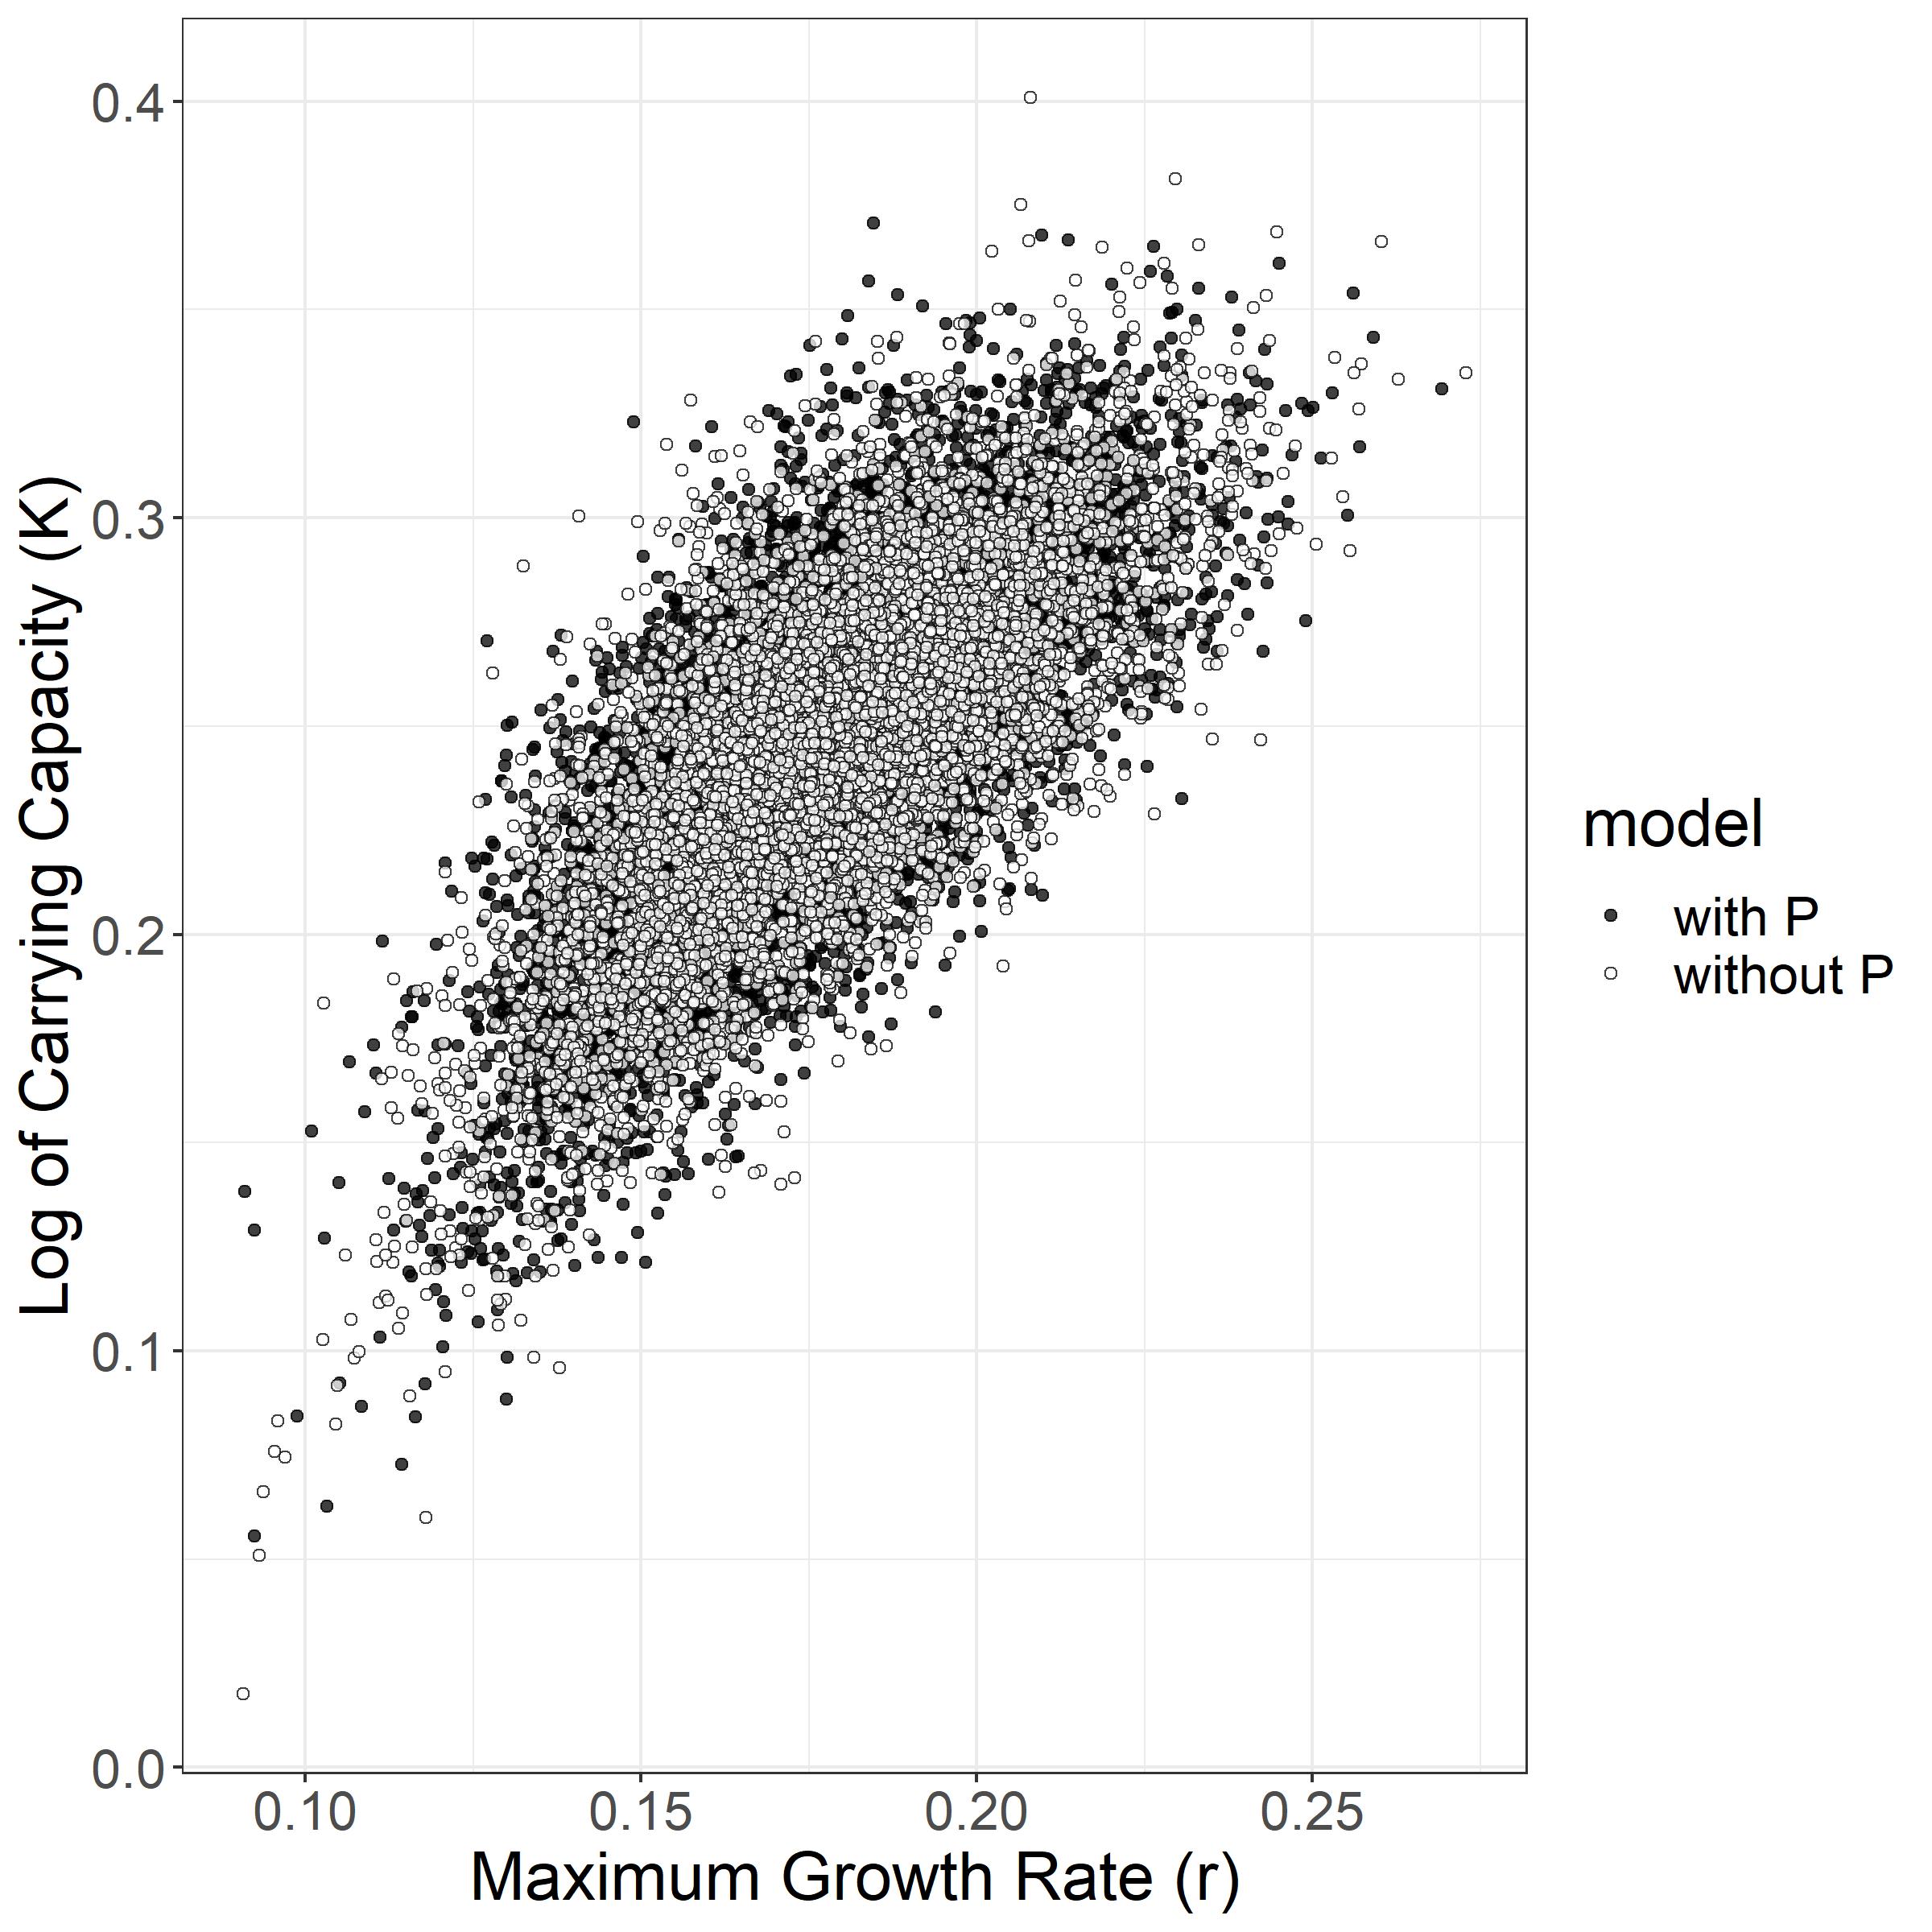 Log of Carrying Capacity (K)
0.4
0.3
0.2
0.1
0.0
0.10 0.15 0.20 0.25
Maximum Growth Rate (r)
model
with P
without P